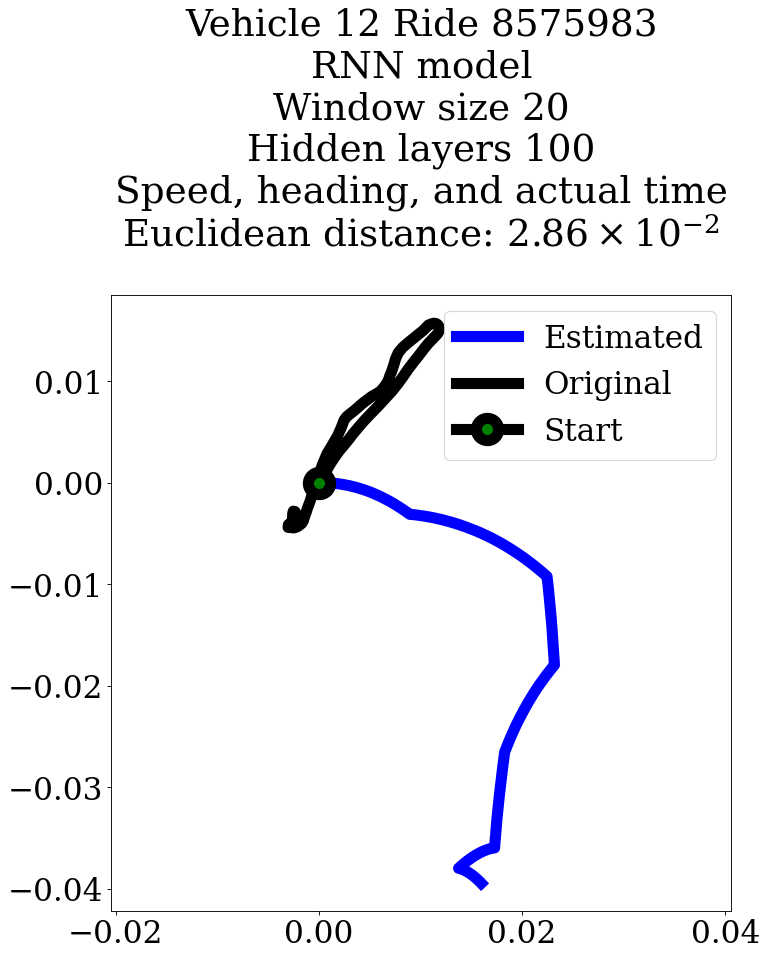 Vehicle 12 Ride 8575983
RNN model
Window size 20
Hidden layers 100
Speed, heading, and actual time
Euclidean distance: 2.86 × 10⁻²
Estimated
Original
Start
0.01
0.00
−0.01
−0.02
−0.03
−0.04
−0.02 0.00 0.02 0.04